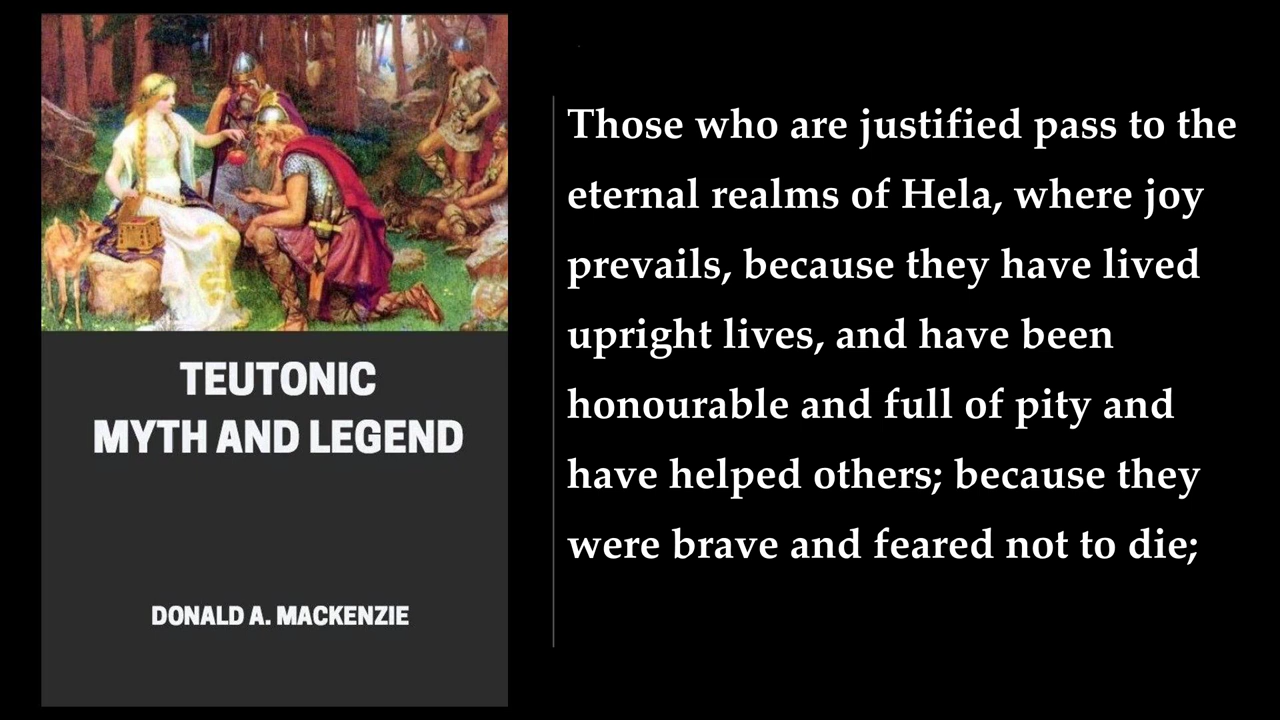 TEUTONIC
MYTH AND LEGEND
DONALD A. MACKENZIE
Those who are justified pass to the
eternal realms of Hela, where joy
prevails, because they have lived
upright lives, and have been
honourable and full of pity and
have helped others; because they
were brave and feared not to die;